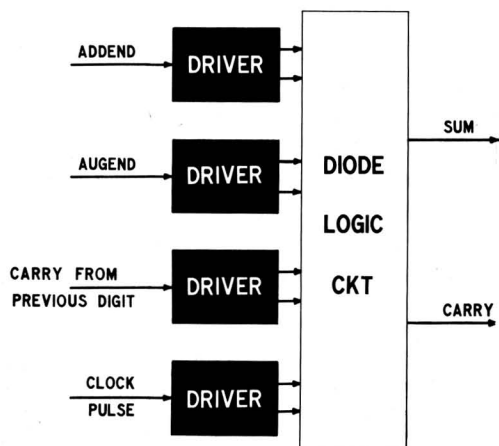 ADDEND
DRIVER
AUGEND
DRIVER
CARRY FROM
PREVIOUS DIGIT
DRIVER
CLOCK
PULSE
DRIVER
DIODE
LOGIC
CKT
SUM
CARRY